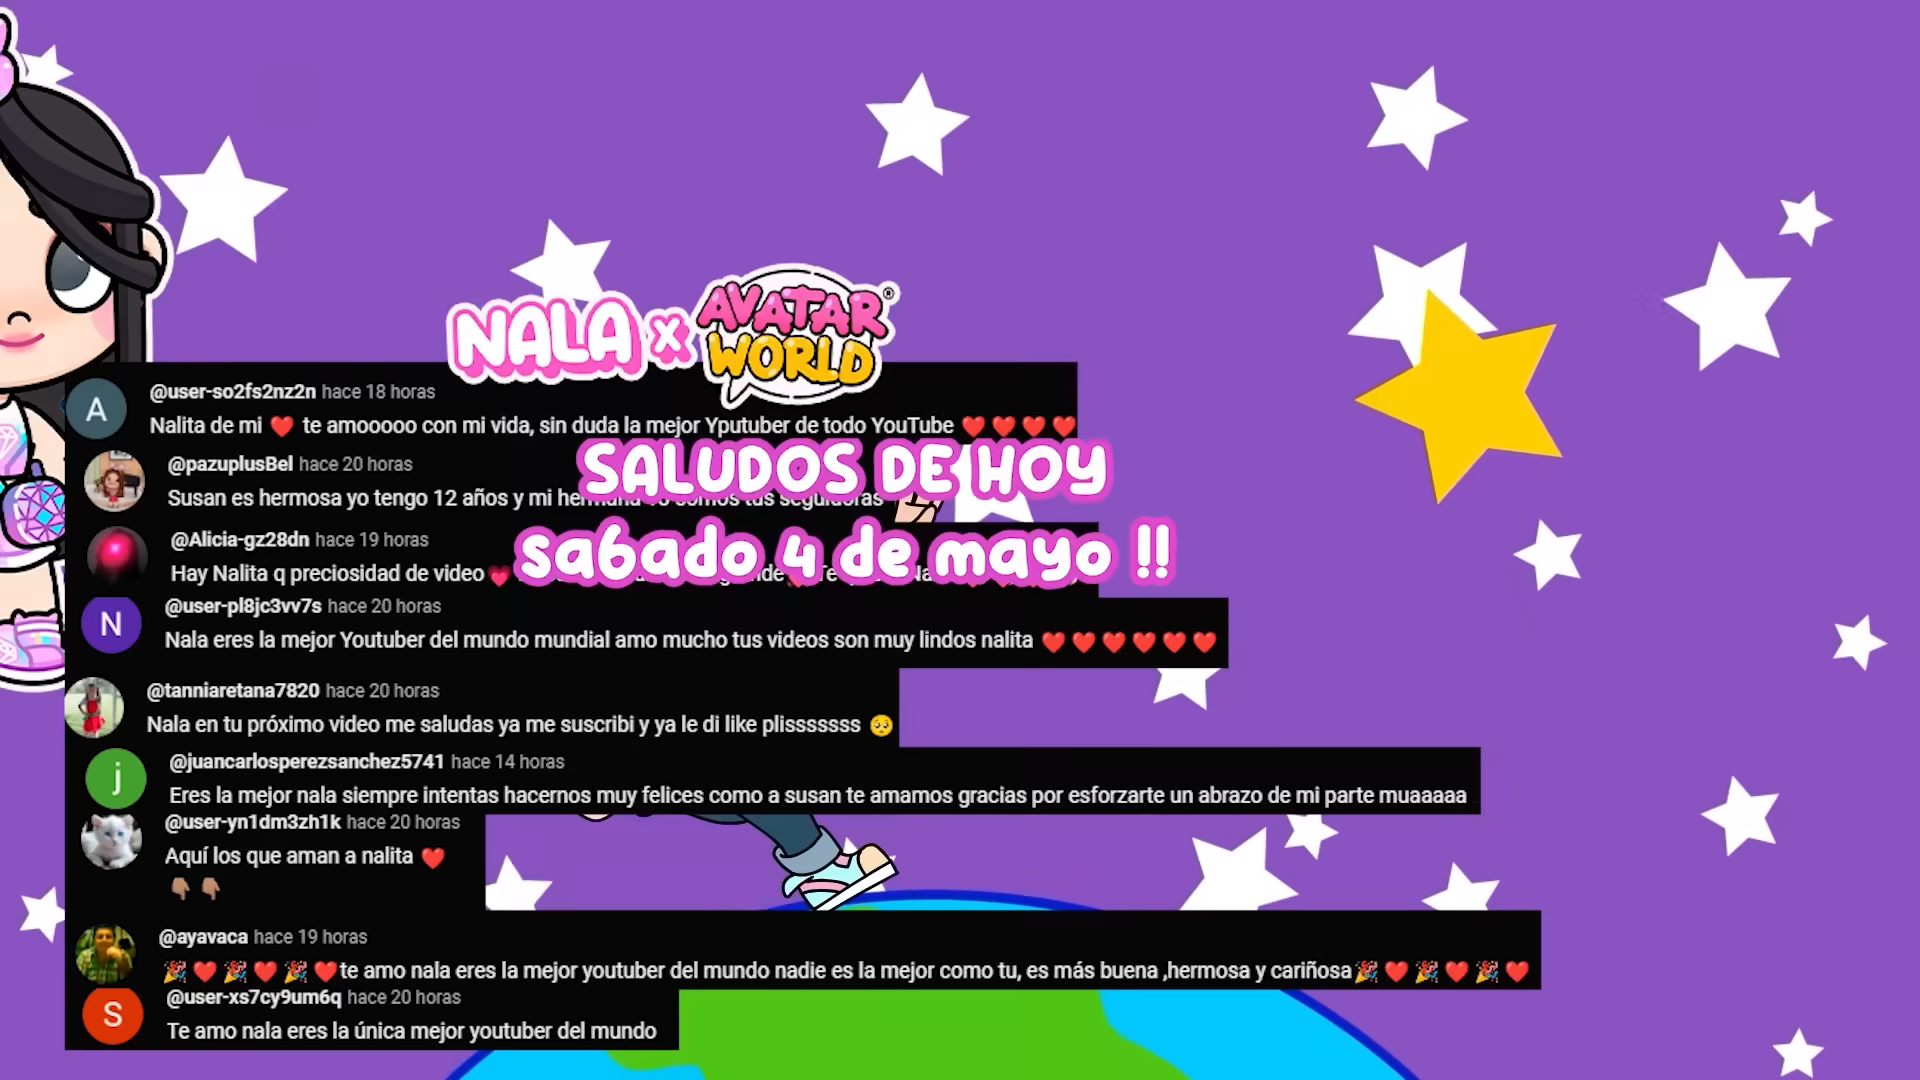 NALA x AVATAR WORLD®
A @user-so2fs2nz2n hace 18 horas
Nalita de mi ❤️ te amooooo con mi vida, sin duda la mejor Yputuber de todo YouTube ❤️❤️❤️❤️
SALUDOS DE HOY
sabado 4 de mayo !!
@pazuplusBel hace 20 horas
Susan es hermosa yo tengo 12 años y mi hermana somos tus seguidoras
@Alicia-gz28dn hace 19 horas
Hay Nalita q preciosidad de video
N @user-pl8jc3vv7s hace 20 horas
Nala eres la mejor Youtuber del mundo mundial amo mucho tus videos son muy lindos nalita ❤️❤️❤️❤️❤️❤️
@tanniaretana7820 hace 20 horas
Nala en tu próximo video me saludas ya me suscribi y ya le di like plisssssss 🥺
j @juancarlosperezsanchez5741 hace 14 horas
Eres la mejor nala siempre intentas hacernos muy felices como a susan te amamos gracias por esforzarte un abrazo de mi parte muaaaaa
@user-yn1dm3zh1k hace 20 horas
Aquí los que aman a nalita ❤️
👇🏽👇🏽
@ayavaca hace 19 horas
🎉❤️🎉❤️🎉❤️te amo nala eres la mejor youtuber del mundo nadie es la mejor como tu, es más buena ,hermosa y cariñosa🎉❤️🎉❤️🎉❤️
S @user-xs7cy9um6q hace 20 horas
Te amo nala eres la única mejor youtuber del mundo